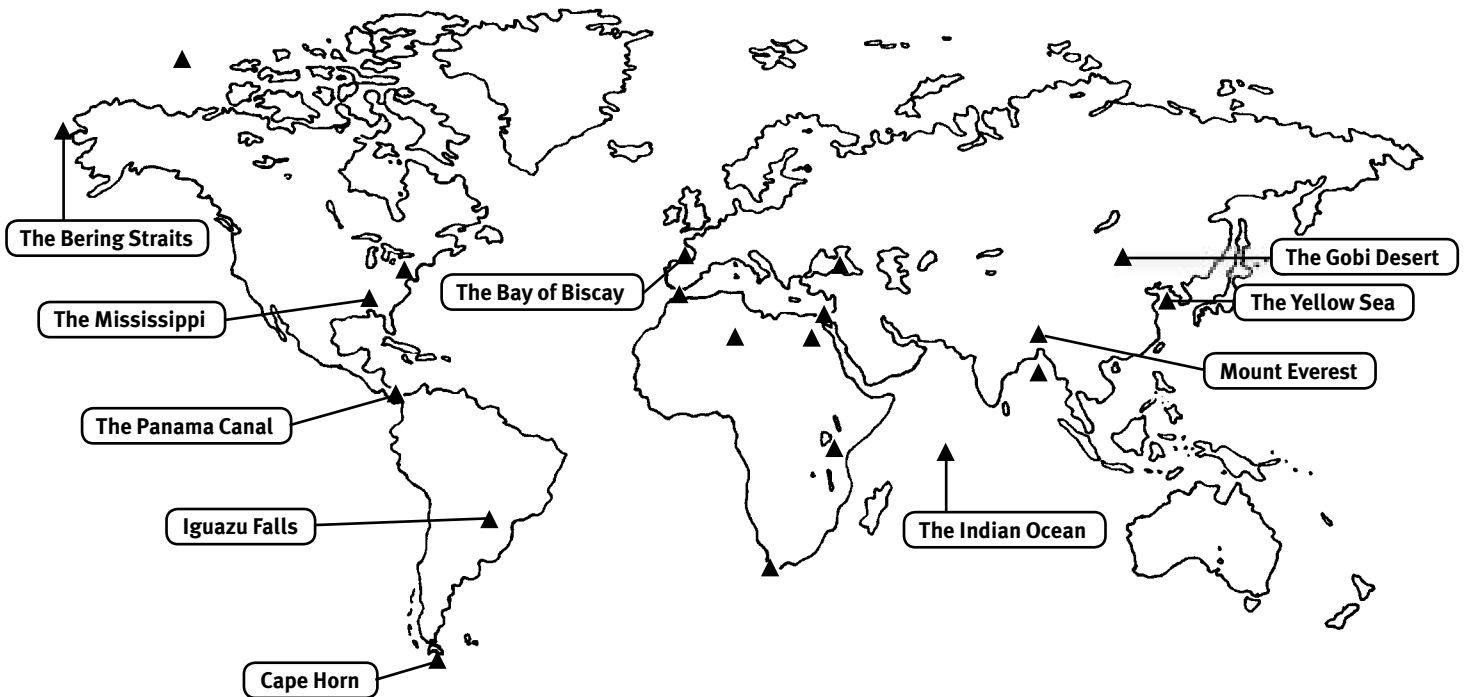 The Bering Straits
The Gobi Desert
The Bay of Biscay
The Yellow Sea
The Mississippi
Mount Everest
The Panama Canal
Iguazu Falls
The Indian Ocean
Cape Horn